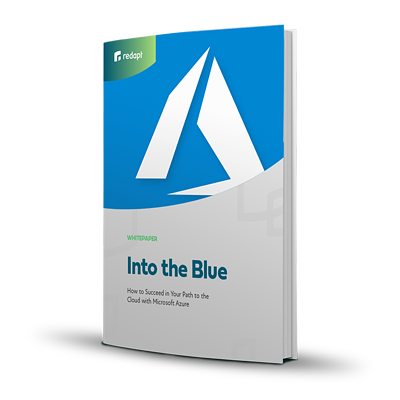 redapt
WHITEPAPER
Into the Blue
How to Succeed in Your Path to the
Cloud with Microsoft Azure